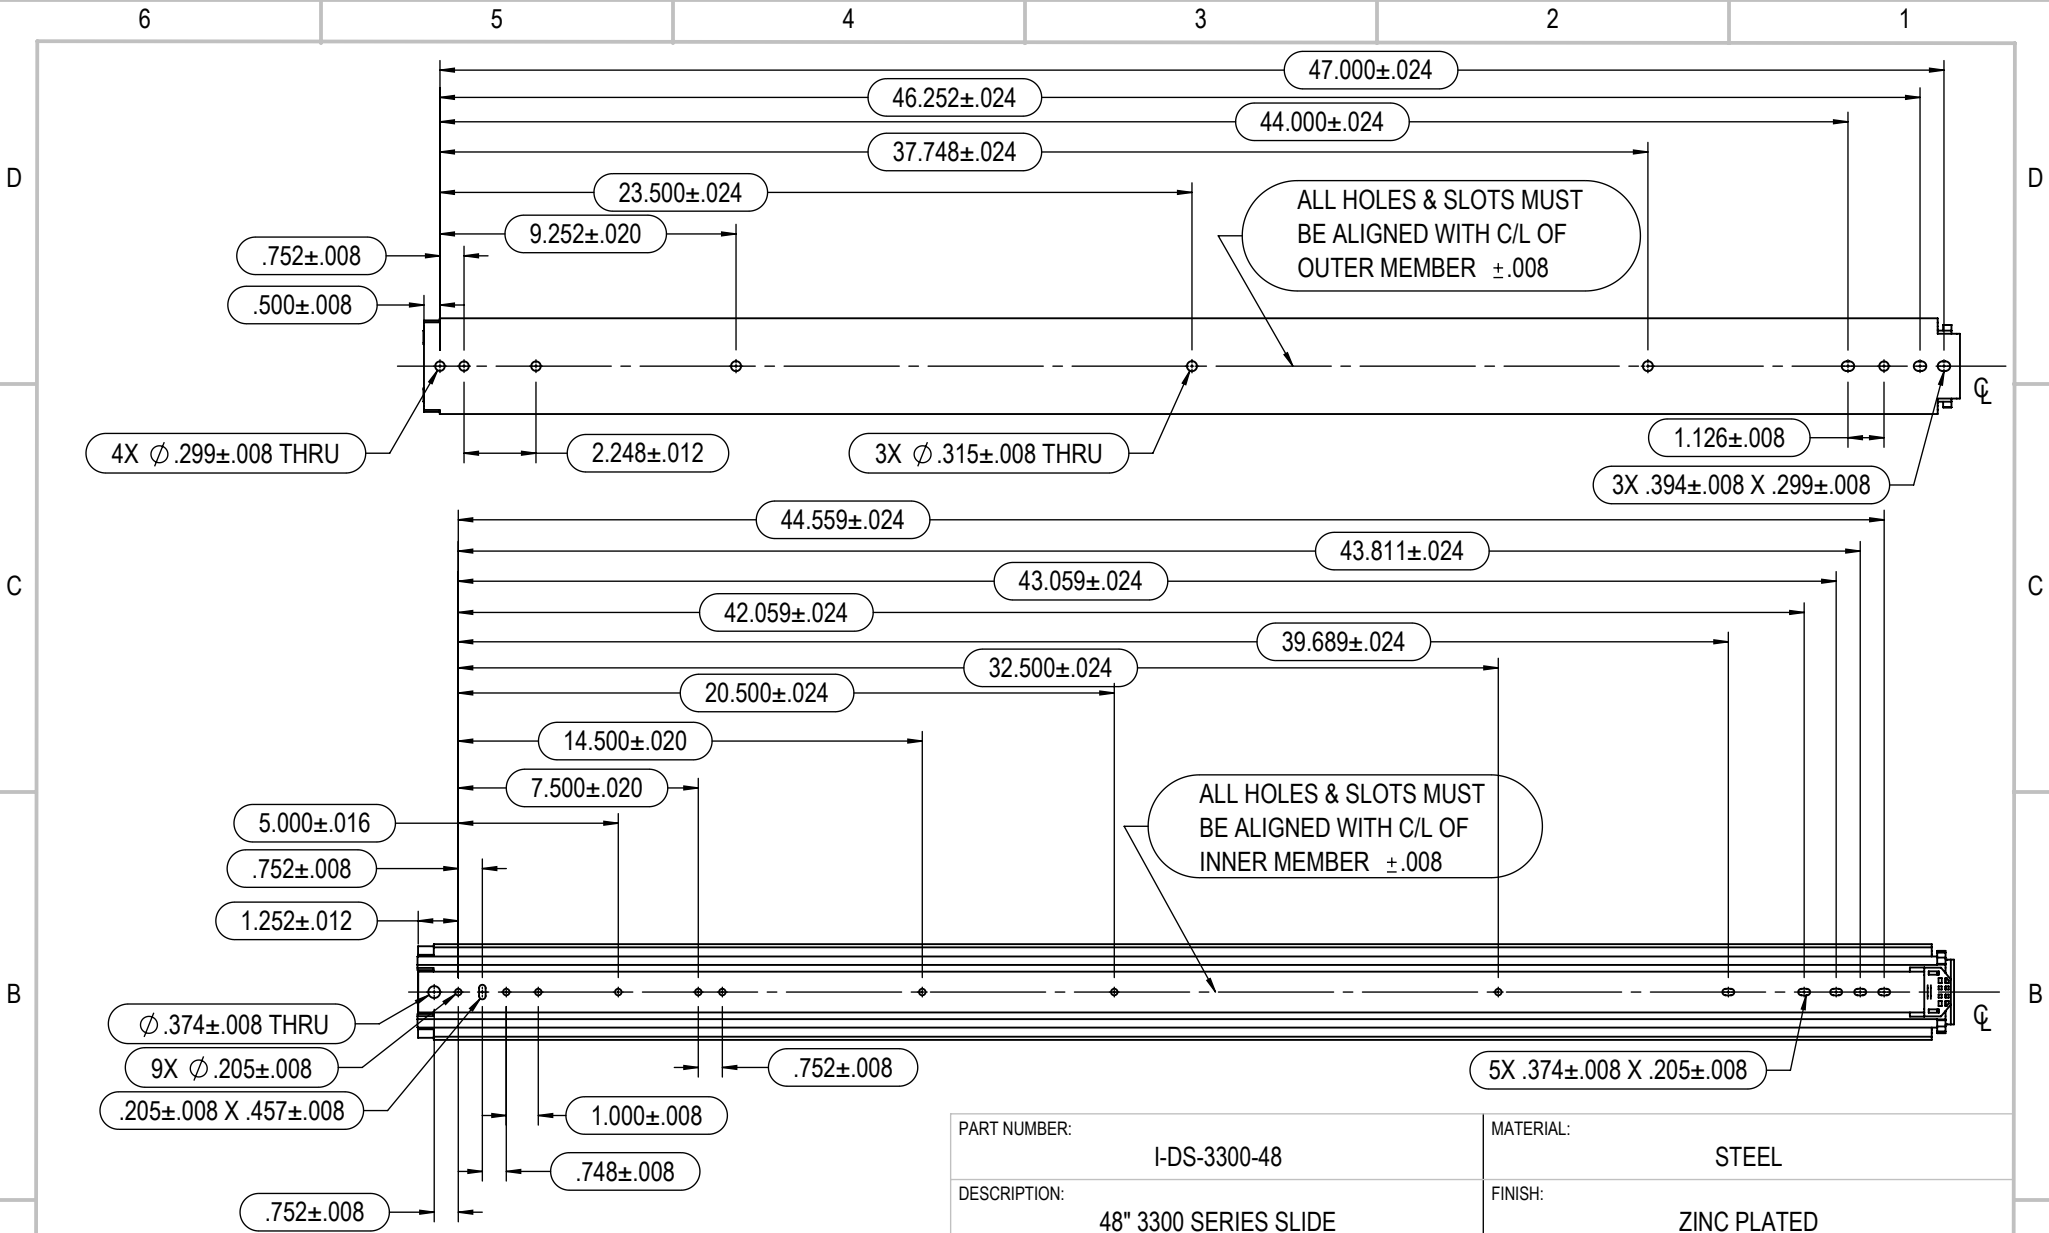 6 5 4 3 2 1
47.000±.024
46.252±.024
44.000±.024
37.748±.024
D D
23.500±.024
ALL HOLES & SLOTS MUST
BE ALIGNED WITH C/L OF
OUTER MEMBER ±.008
9.252±.020
.752±.008
.500±.008
℄
4X ∅ .299±.008 THRU
2.248±.012
3X ∅ .315±.008 THRU
1.126±.008
3X .394±.008 X .299±.008
44.559±.024
43.811±.024
C C
43.059±.024
42.059±.024
39.689±.024
32.500±.024
20.500±.024
14.500±.020
7.500±.020
ALL HOLES & SLOTS MUST
BE ALIGNED WITH C/L OF
INNER MEMBER ±.008
5.000±.016
.752±.008
1.252±.012
B B
℄
∅ .374±.008 THRU
9X ∅ .205±.008
.752±.008
5X .374±.008 X .205±.008
.205±.008 X .457±.008
1.000±.008
.748±.008
.752±.008
PART NUMBER:
I-DS-3300-48
MATERIAL:
STEEL
DESCRIPTION:
48" 3300 SERIES SLIDE
FINISH:
ZINC PLATED